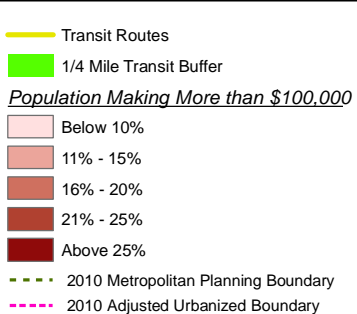 Transit Routes
1/4 Mile Transit Buffer
Population Making More than $100,000
Below 10%
11% - 15%
16% - 20%
21% - 25%
Above 25%
2010 Metropolitan Planning Boundary
2010 Adjusted Urbanized Boundary